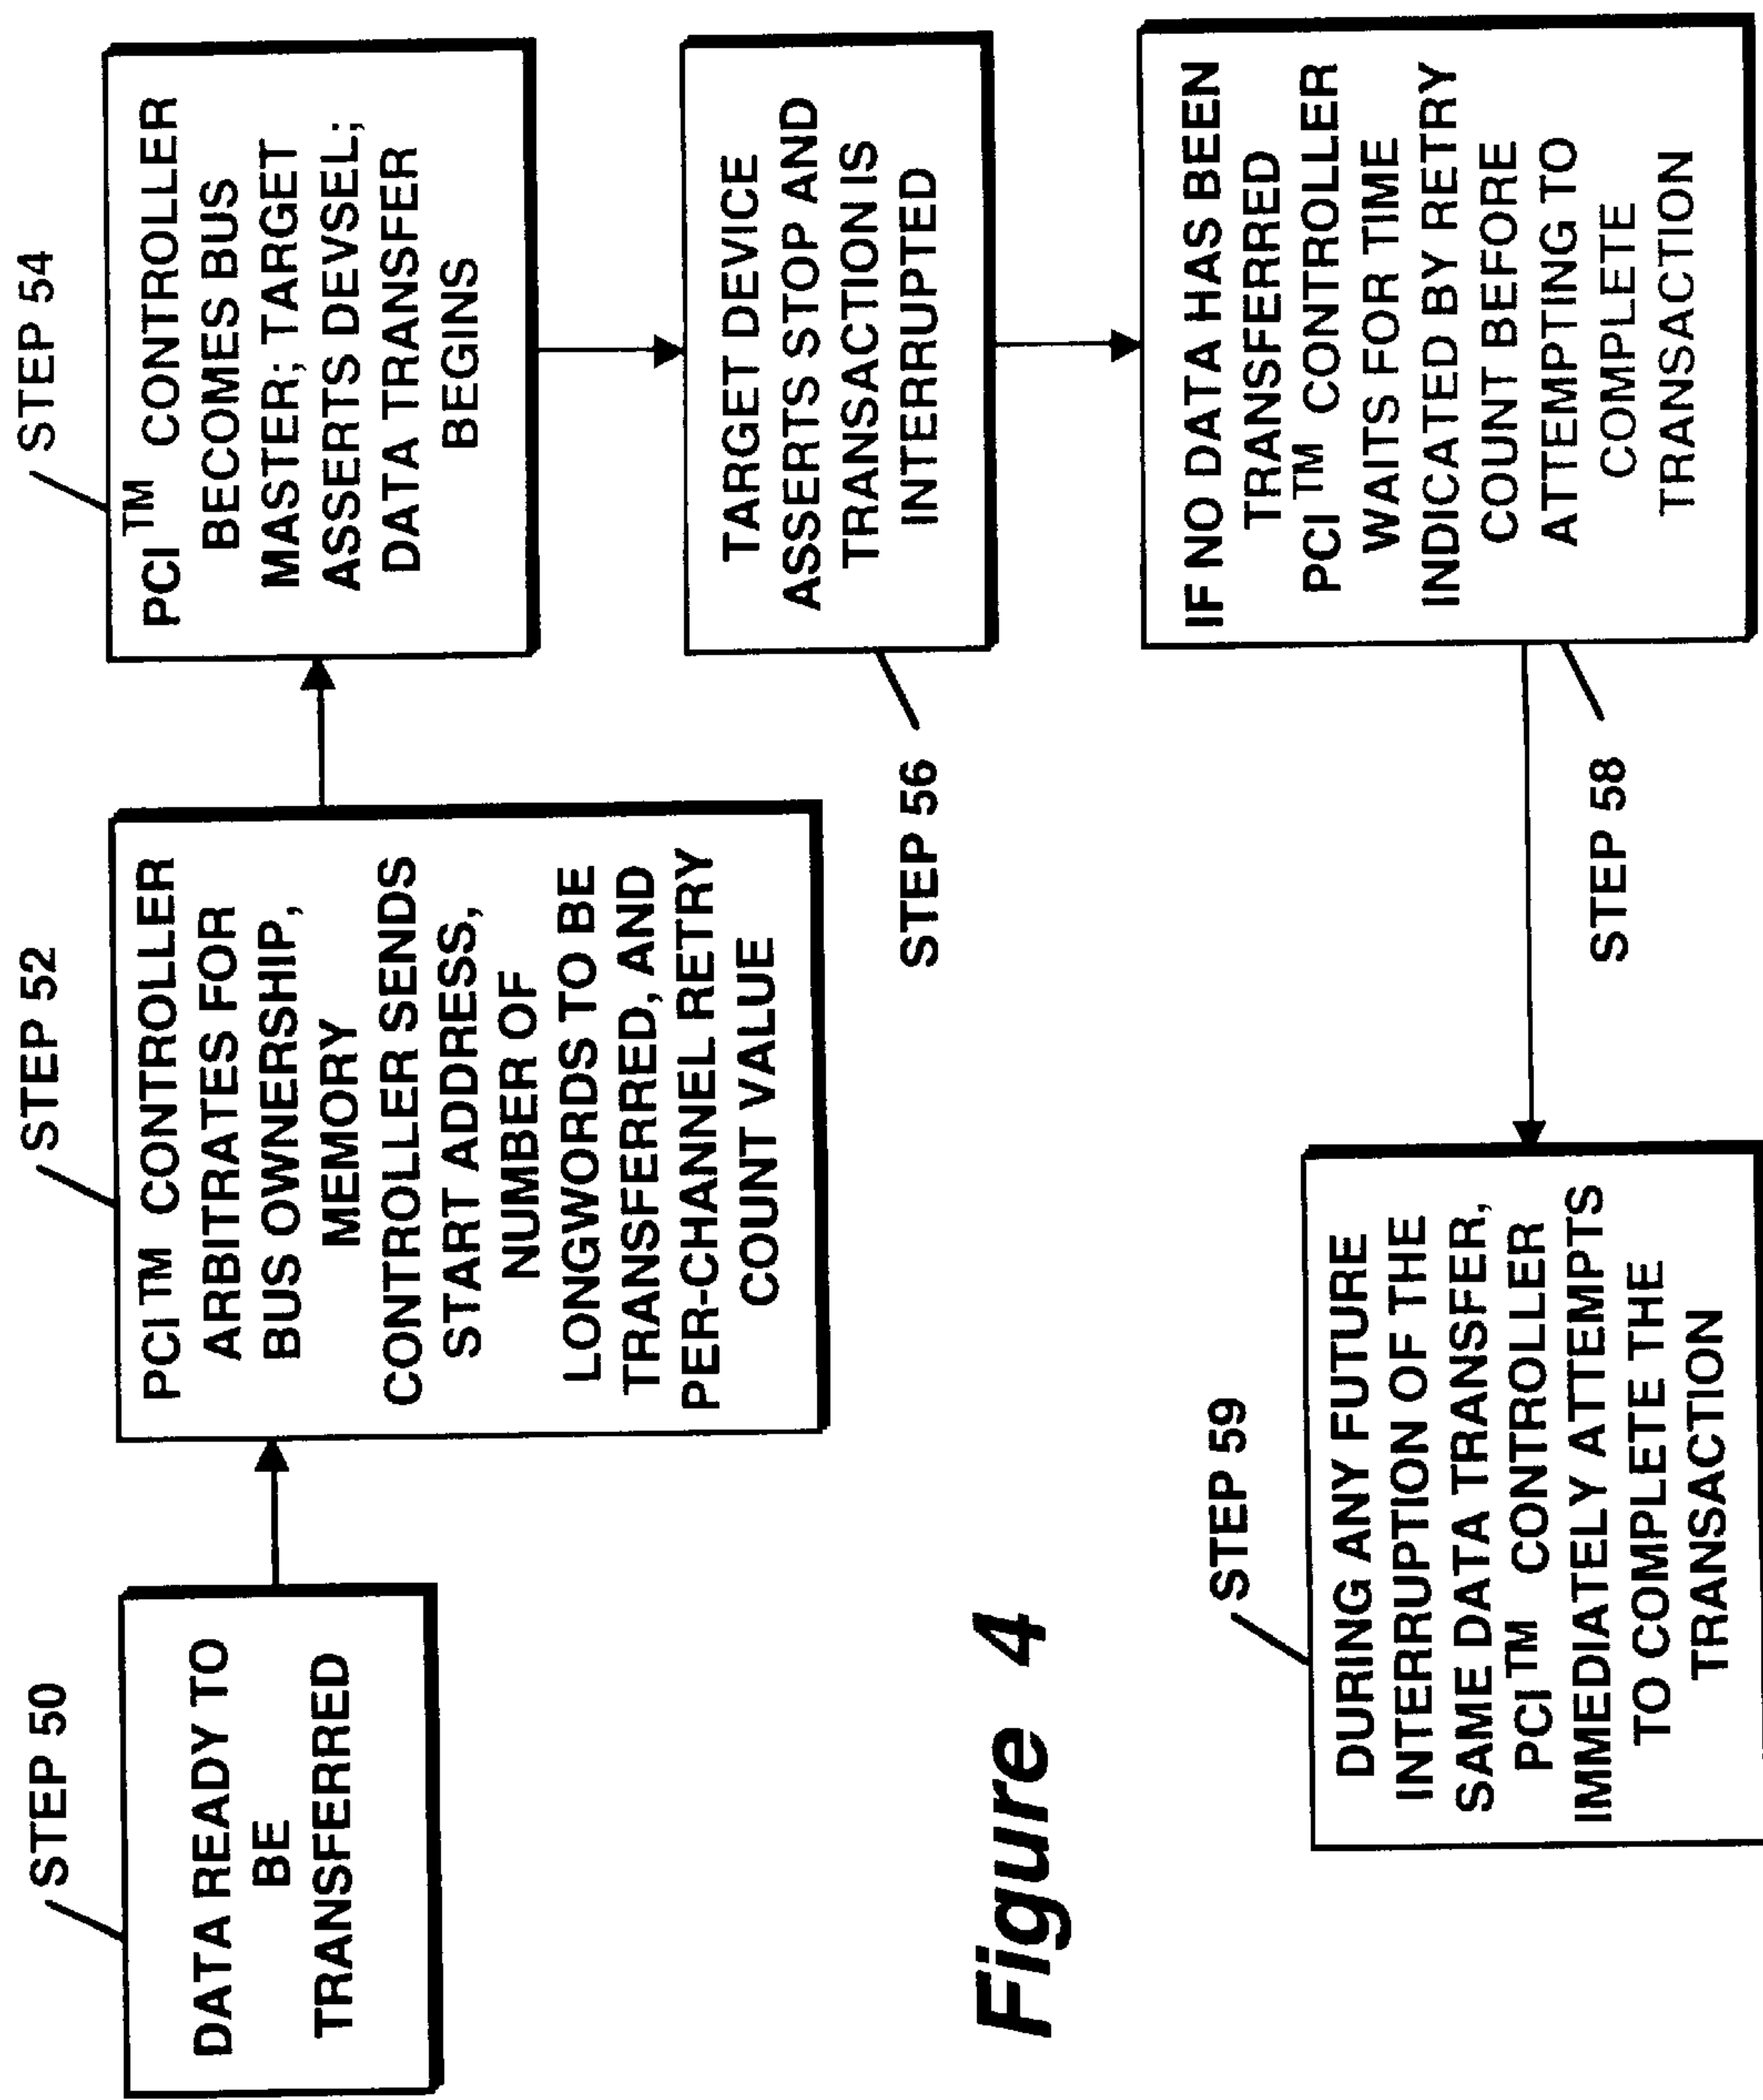 STEP 50
DATA READY TO
BE
TRANSFERRED
STEP 52
PCI™ CONTROLLER
ARBITRATES FOR
BUS OWNERSHIP,
MEMORY
CONTROLLER SENDS
START ADDRESS,
NUMBER OF
LONGWORDS TO BE
TRANSFERRED, AND
PER-CHANNEL RETRY
COUNT VALUE
STEP 54
PCI™ CONTROLLER
BECOMES BUS
MASTER; TARGET
ASSERTS DEVSEL;
DATA TRANSFER
BEGINS
STEP 56
TARGET DEVICE
ASSERTS STOP AND
TRANSACTION IS
INTERRUPTED
STEP 58
IF NO DATA HAS BEEN
TRANSFERRED
PCI™ CONTROLLER
WAITS FOR TIME
INDICATED BY RETRY
COUNT BEFORE
ATTEMPTING TO
COMPLETE
TRANSACTION
STEP 59
DURING ANY FUTURE
INTERRUPTION OF THE
SAME DATA TRANSFER,
PCI™ CONTROLLER
IMMEDIATELY ATTEMPTS
TO COMPLETE THE
TRANSACTION
Figure 4